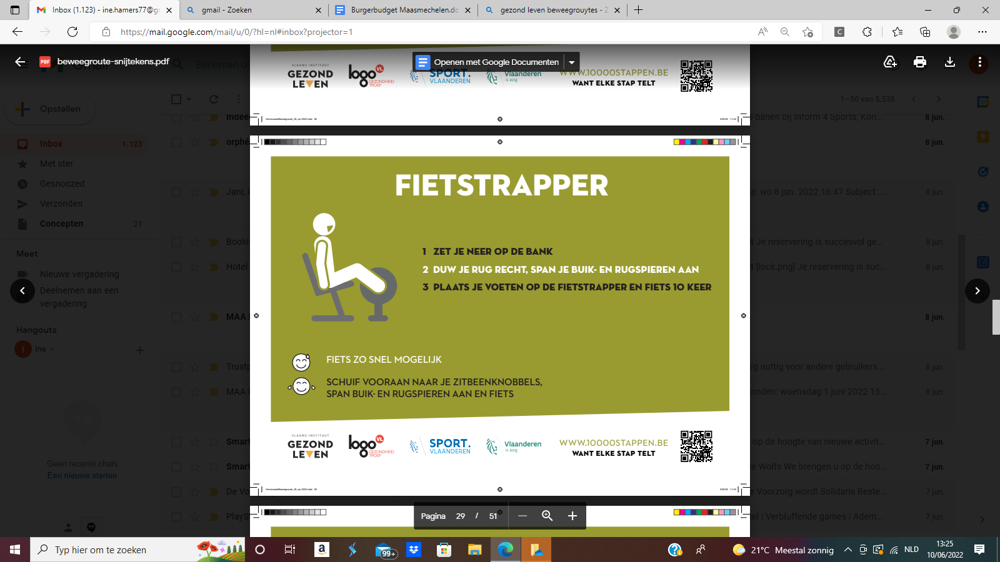 Inbox (1.123) - ine.hamers77@gr
gmail - Zoeken
Burgerbudget Maasmechelen.do
gezond leven beweegrouytes - Z
https://mail.google.com/mail/u/0/?hl=nl#inbox?projector=1
PDF beweegroute-snijtekens.pdf
Openen met Google Documenten
VLAAMS INSTITUUT
GEZOND
LEVEN
logo VL
GEZONDHEID
TROEF
SPORT.
VLAANDEREN
Vlaanderen
is zorg
WWW.10000STAPPEN.BE
WANT ELKE STAP TELT
Opstellen
1–50 van 5.538
Indee
banen bij Inform 4 Sports, Kori...
8 jun.
Inbox 1.123
orphé
8 jun.
Met ster
Gesnoozed
Jani, i
e: wo 8 jun. 2022 16:47 Subject: ...
8 jun.
Verzonden
Concepten 21
Booki
4 Je reservering is succesvol ge...
8 jun.
Meet
Hotel
4 [lock.png] Je reservering is suc...
8 jun.
Nieuwe vergadering
Deelnemen aan een
vergadering
MAA
8 jun.
Hangouts
I Ine
Trustp
rg nuttig voor andere gebruikers.
8 jun.
MAA
onden: woensdag 1 juni 2022 15...
8 jun.
Smart
op de hoogte van nieuwe activit...
7 jun.
Geen recente chats
Een nieuwe starten
Smart
ee Wolfs We brengen u op de hoo...
7 jun.
De Vo
e Voorzorg wordt Solidaris Beste...
7 jun.
PlayS
el | Verbluffende games | Adem...
7 jun.
FIETSTRAPPER
1 ZET JE NEER OP DE BANK
2 DUW JE RUG RECHT, SPAN JE BUIK- EN RUGSPIEREN AAN
3 PLAATS JE VOETEN OP DE FIETSTRAPPER EN FIETS 10 KEER
FIETS ZO SNEL MOGELIJK
SCHUIF VOORAAN NAAR JE ZITBEENKNOBBELS,
SPAN BUIK- EN RUGSPIEREN AAN EN FIETS
VLAAMS INSTITUUT
GEZOND
LEVEN
logo VL
GEZONDHEID
TROEF
SPORT.
VLAANDEREN
Vlaanderen
is zorg
WWW.10000STAPPEN.BE
WANT ELKE STAP TELT
Pagina 29 / 51
Typ hier om te zoeken
99+
21°C Meestal zonnig
NLD
13:25
10/06/2022